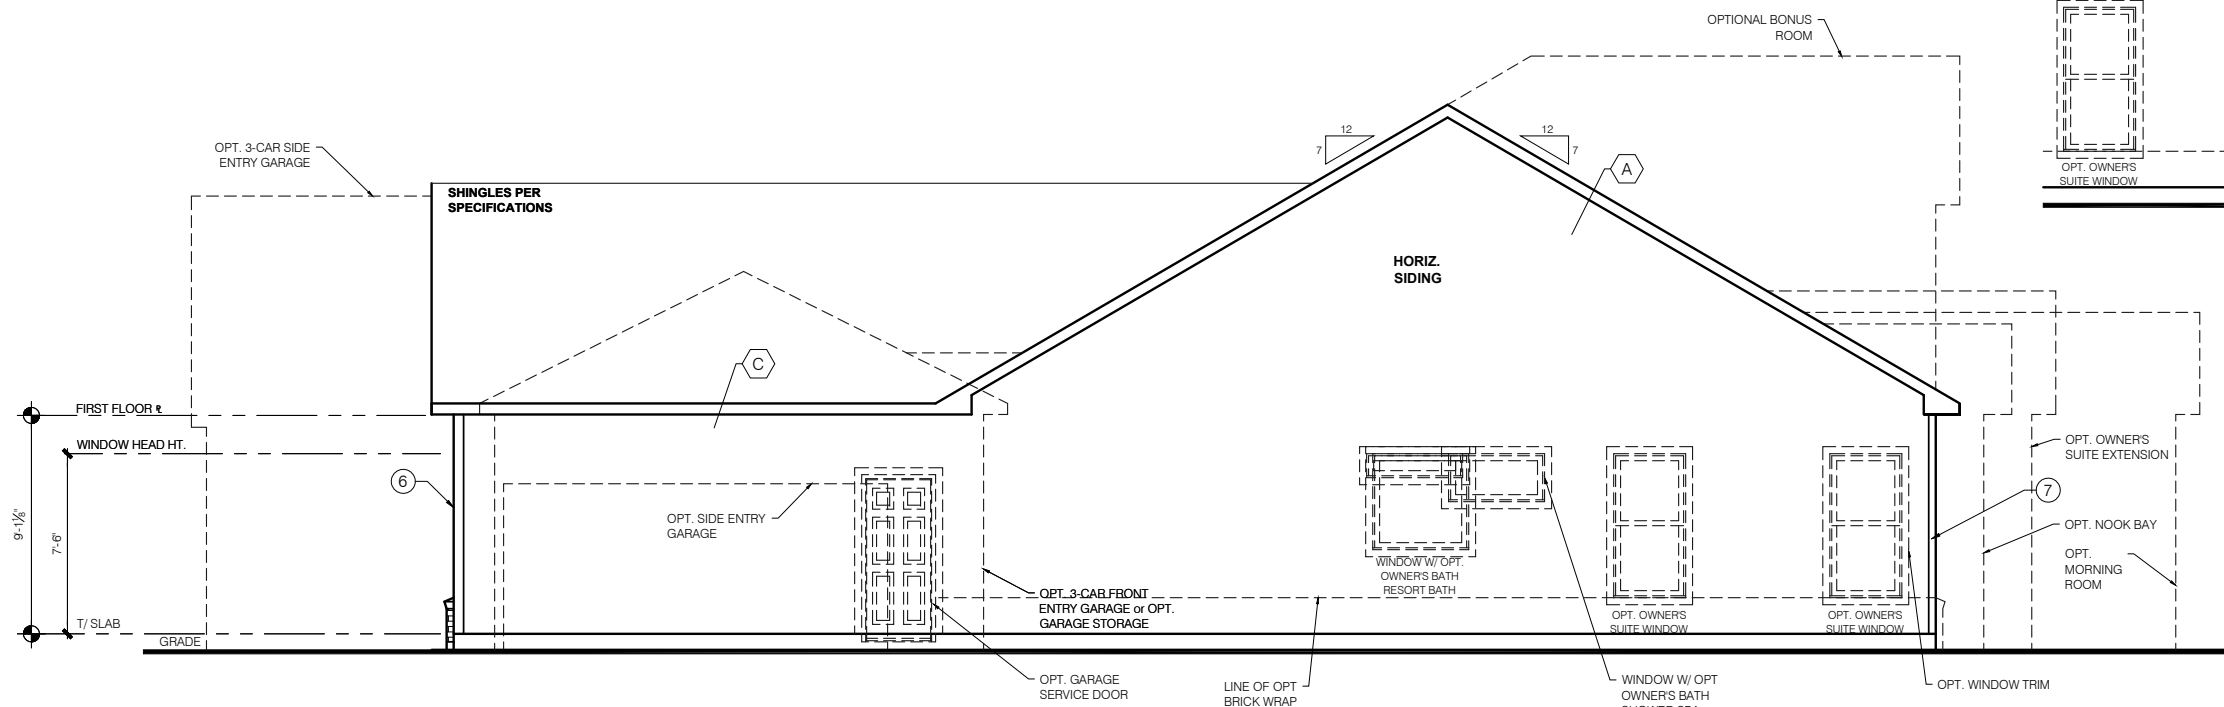 OPTIONAL BONUS
ROOM
OPT. OWNER'S
SUITE WINDOW
12
7
12
7
A
OPT. 3-CAR SIDE
ENTRY GARAGE
SHINGLES PER
SPECIFICATIONS
HORIZ.
SIDING
C
FIRST FLOOR ℄
WINDOW HEAD HT.
9'-1⅛"
7'-6"
T/ SLAB
GRADE
6
OPT. SIDE ENTRY
GARAGE
OPT. 3-CAR FRONT
ENTRY GARAGE or OPT.
GARAGE STORAGE
OPT. GARAGE
SERVICE DOOR
LINE OF OPT
BRICK WRAP
WINDOW W/ OPT.
OWNER'S BATH
RESORT BATH
WINDOW W/ OPT
OWNER'S BATH
OPT. OWNER'S
SUITE WINDOW
OPT. OWNER'S
SUITE WINDOW
OPT. WINDOW TRIM
OPT. OWNER'S
SUITE EXTENSION
7
OPT. NOOK BAY
OPT.
MORNING
ROOM